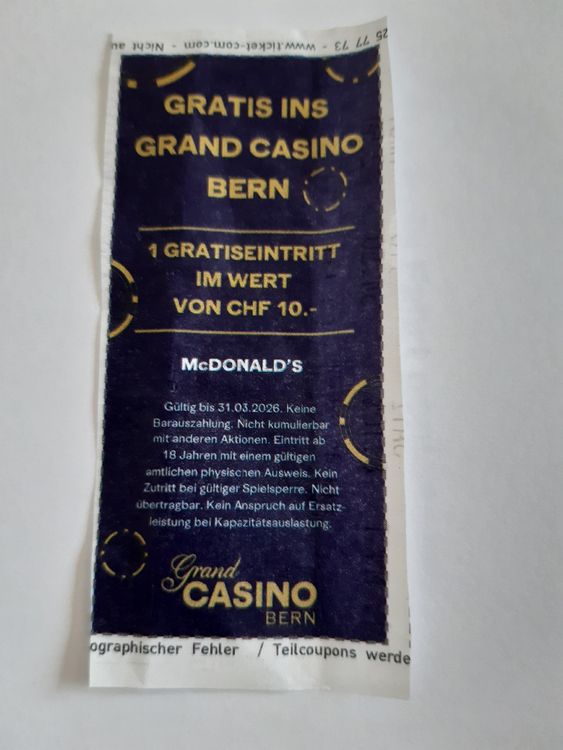 25 77 73 - www.ticket-com.com - Nicht au
GRATIS INS
GRAND CASINO
BERN
1 GRATISEINTRITT
IM WERT
VON CHF 10.-
McDONALD'S
Gültig bis 31.03.2026. Keine
Barauszahlung. Nicht kumulierbar
mit anderen Aktionen. Eintritt ab
18 Jahren mit einem gültigen
amtlichen physischen Ausweis. Kein
Zutritt bei gültiger Spielsperre. Nicht
übertragbar. Kein Anspruch auf Ersatz-
leistung bei Kapazitätsauslastung.
Grand
CASINO
BERN
ographischer Fehler / Teilcoupons werde